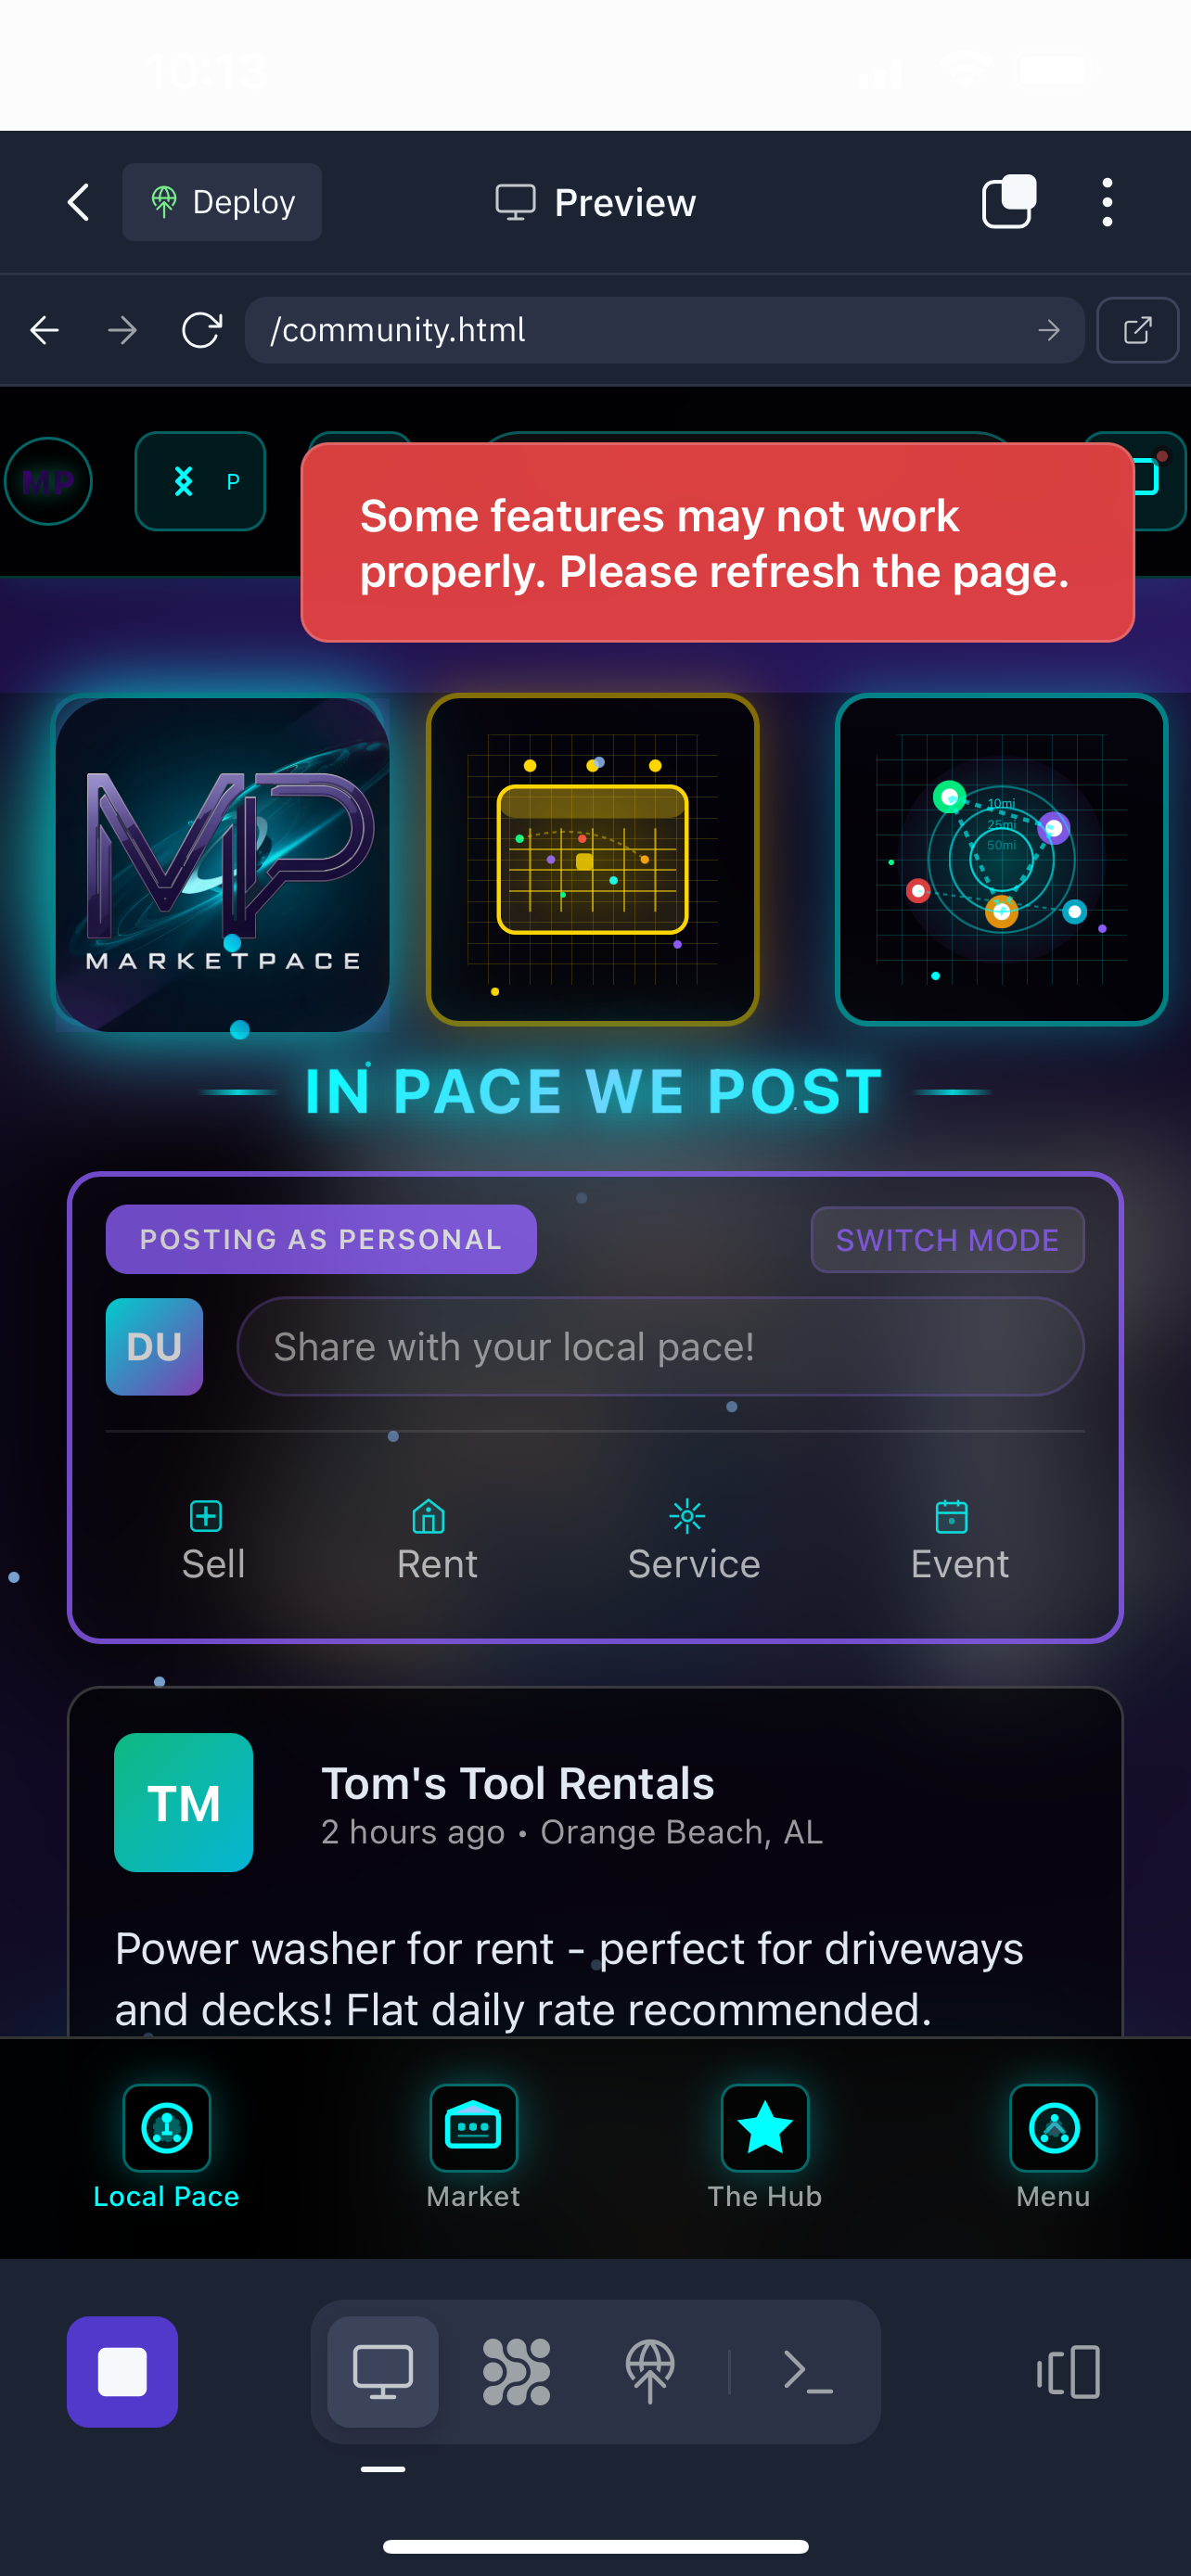 10:13
Deploy
Preview
/community.html
MP
P
Some features may not work
properly. Please refresh the page.
MP
MARKETPACE
10mi
25mi
50mi
IN PACE WE POST
POSTING AS PERSONAL
SWITCH MODE
DU
Share with your local pace!
Sell
Rent
Service
Event
TM
Tom's Tool Rentals
2 hours ago • Orange Beach, AL
Power washer for rent - perfect for driveways
and decks! Flat daily rate recommended.
Local Pace
Market
The Hub
Menu